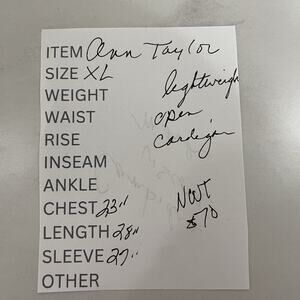 ITEM Ann Taylor
SIZE XL
WEIGHT lightweigh
WAIST open
RISE cardigan
INSEAM
ANKLE
CHEST 23"
NWT
LENGTH 28"
$70
SLEEVE 27"
OTHER